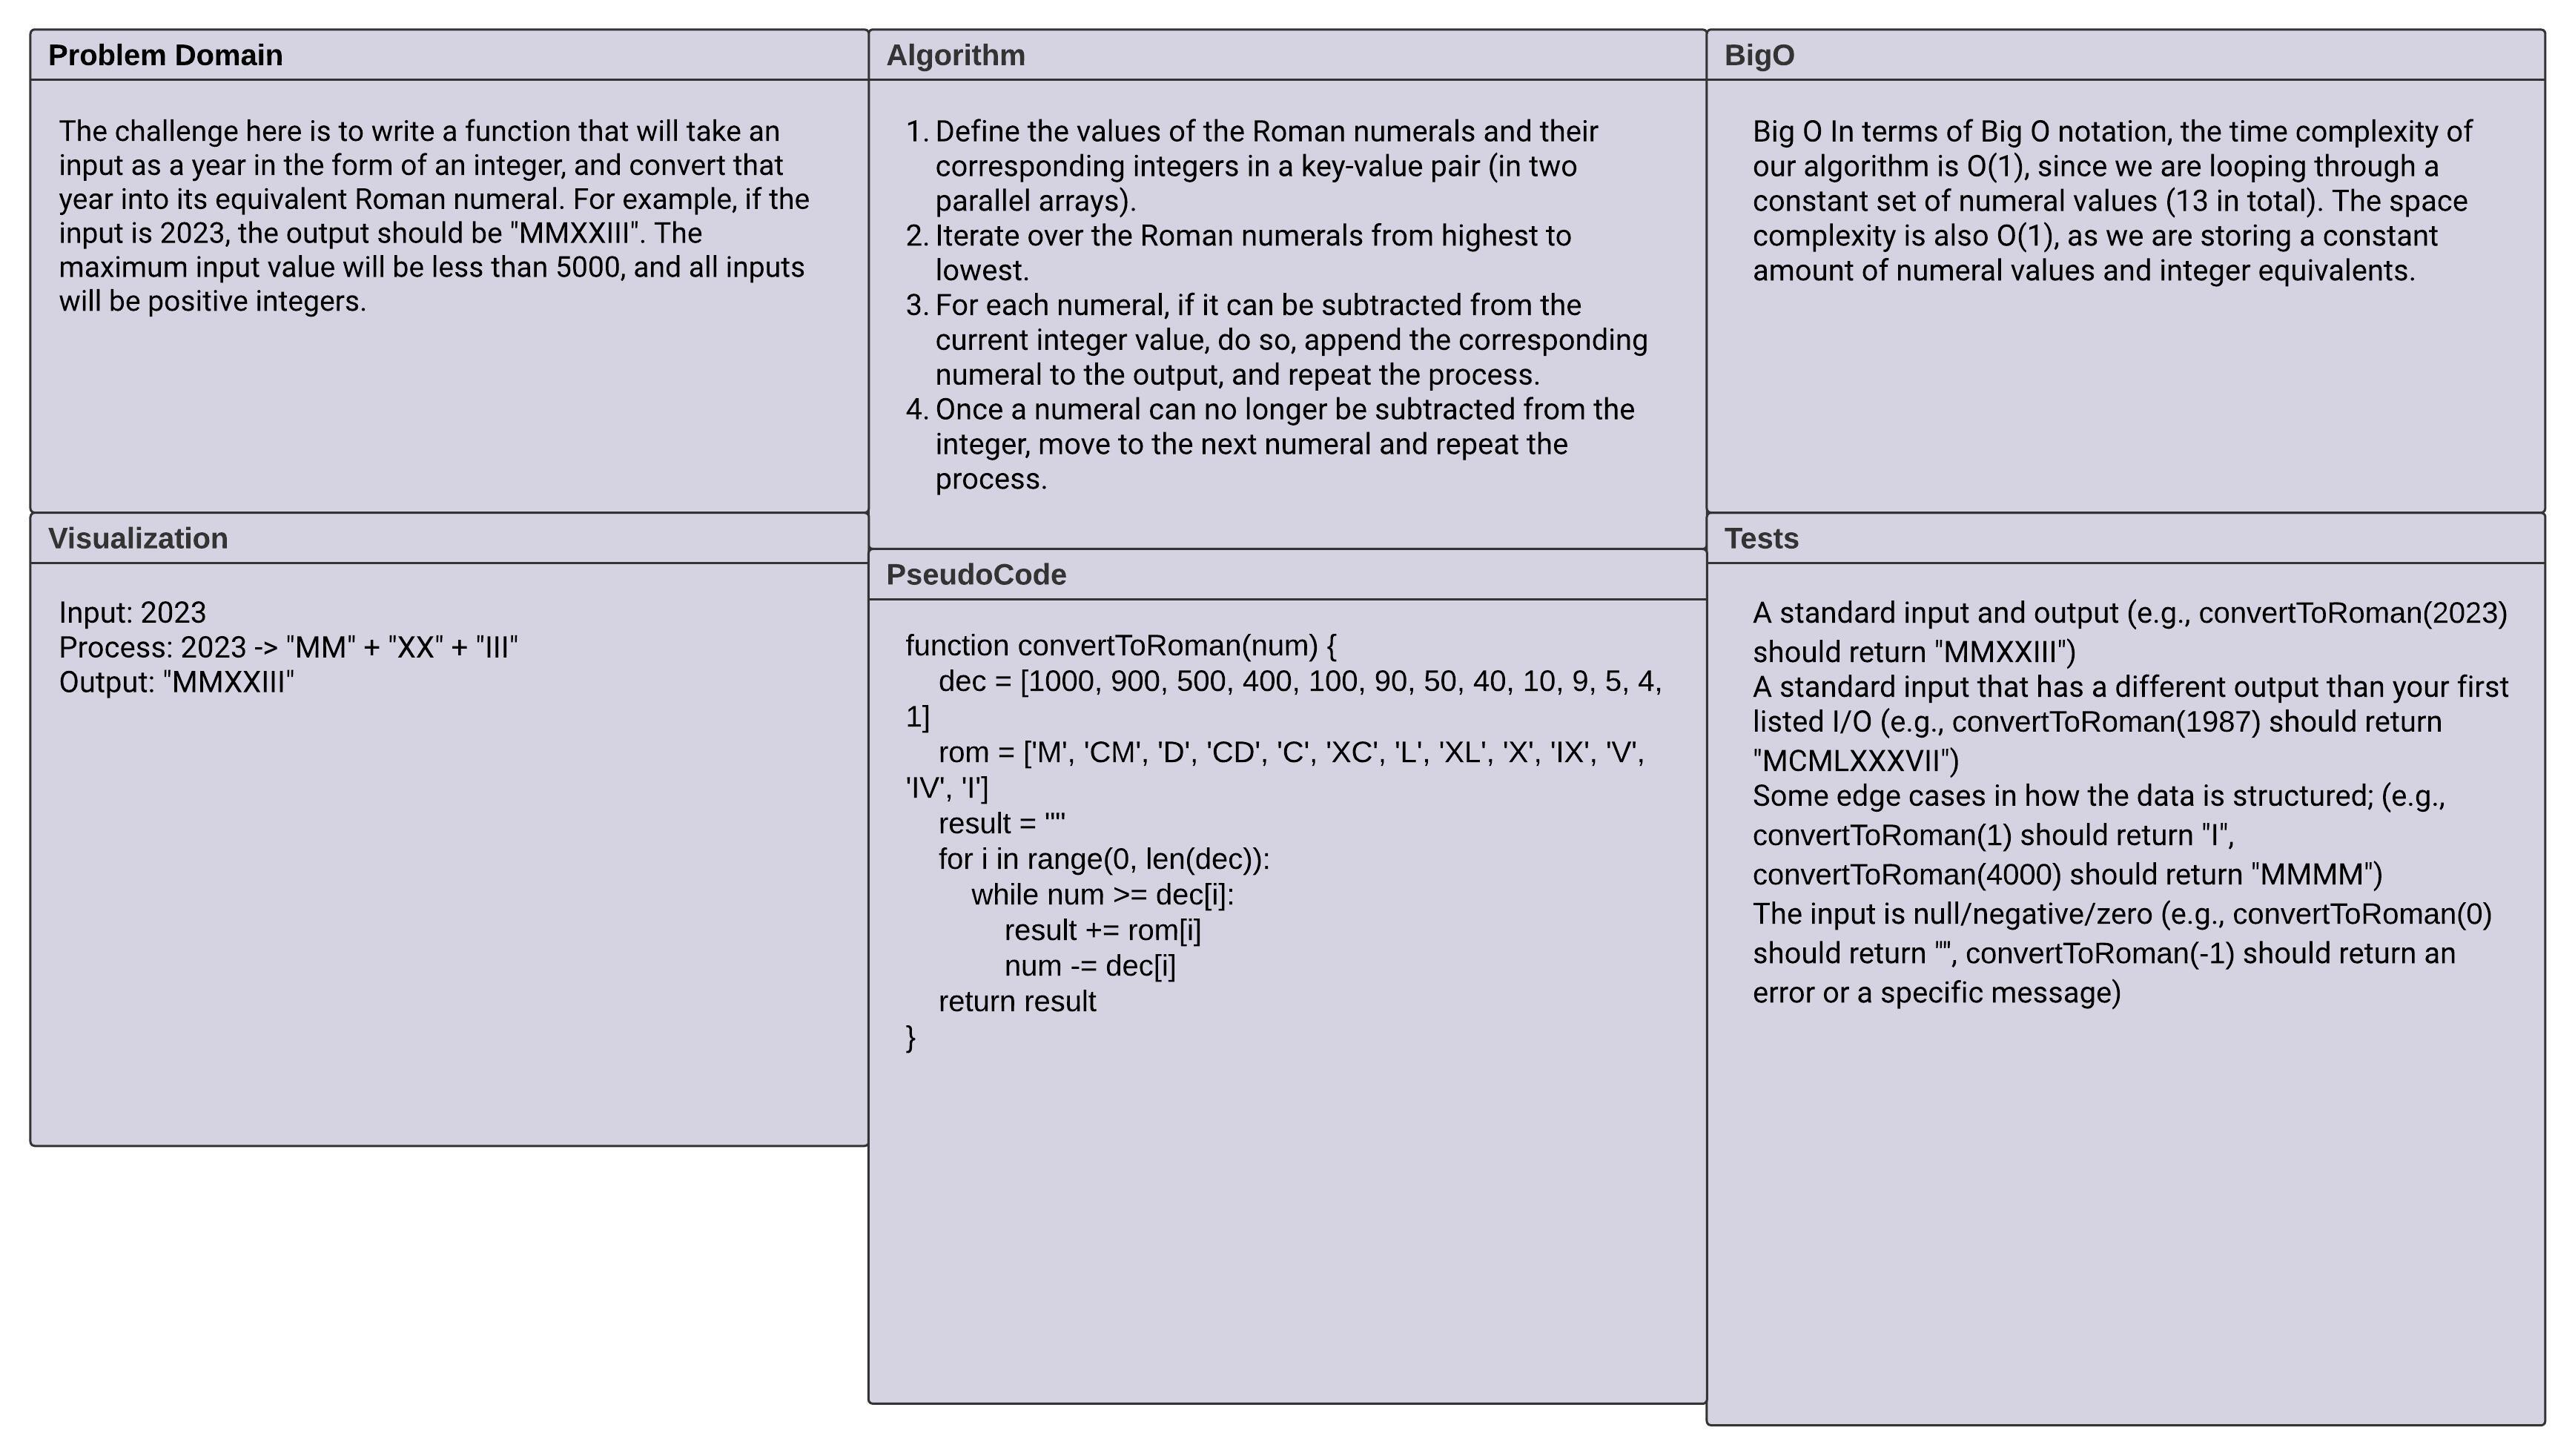 Problem Domain
The challenge here is to write a function that will take an
input as a year in the form of an integer, and convert that
year into its equivalent Roman numeral. For example, if the
input is 2023, the output should be "MMXXIII". The
maximum input value will be less than 5000, and all inputs
will be positive integers.
Visualization
Input: 2023
Process: 2023 -> "MM" + "XX" + "III"
Output: "MMXXIII"
Algorithm
1. Define the values of the Roman numerals and their
corresponding integers in a key-value pair (in two
parallel arrays).
2. Iterate over the Roman numerals from highest to
lowest.
3. For each numeral, if it can be subtracted from the
current integer value, do so, append the corresponding
numeral to the output, and repeat the process.
4. Once a numeral can no longer be subtracted from the
integer, move to the next numeral and repeat the
process.
PseudoCode
function convertToRoman(num) {
    dec = [1000, 900, 500, 400, 100, 90, 50, 40, 10, 9, 5, 4,
1]
    rom = ['M', 'CM', 'D', 'CD', 'C', 'XC', 'L', 'XL', 'X', 'IX', 'V',
'IV', 'I']
    result = ""
    for i in range(0, len(dec)):
        while num >= dec[i]:
            result += rom[i]
            num -= dec[i]
    return result
}
BigO
Big O In terms of Big O notation, the time complexity of
our algorithm is O(1), since we are looping through a
constant set of numeral values (13 in total). The space
complexity is also O(1), as we are storing a constant
amount of numeral values and integer equivalents.
Tests
A standard input and output (e.g., convertToRoman(2023)
should return "MMXXIII")
A standard input that has a different output than your first
listed I/O (e.g., convertToRoman(1987) should return
"MCMLXXXVII")
Some edge cases in how the data is structured; (e.g.,
convertToRoman(1) should return "I",
convertToRoman(4000) should return "MMMM")
The input is null/negative/zero (e.g., convertToRoman(0)
should return "", convertToRoman(-1) should return an
error or a specific message)